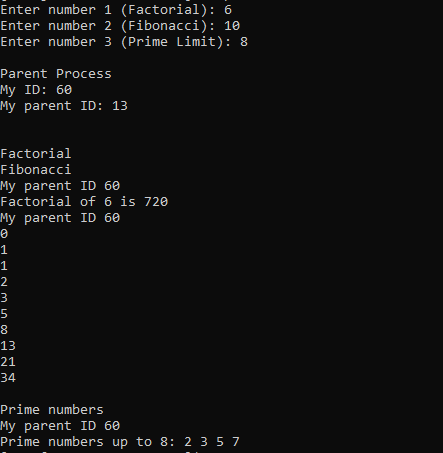 Enter number 1 (Factorial): 6
Enter number 2 (Fibonacci): 10
Enter number 3 (Prime Limit): 8
Parent Process
My ID: 60
My parent ID: 13
Factorial
Fibonacci
My parent ID 60
Factorial of 6 is 720
My parent ID 60
0
1
1
2
3
5
8
13
21
34
Prime numbers
My parent ID 60
Prime numbers up to 8: 2 3 5 7